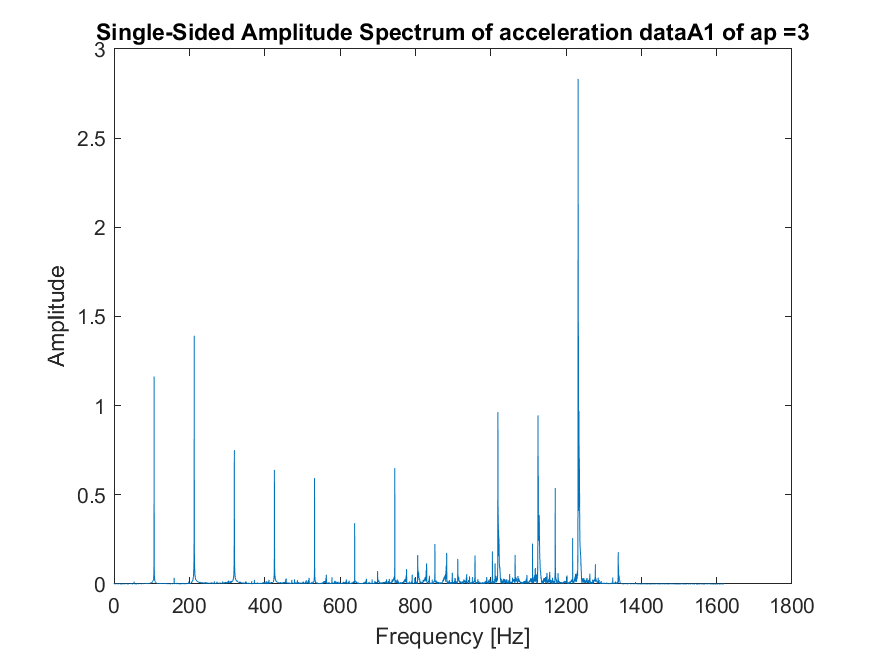 Single-Sided Amplitude Spectrum of acceleration dataA1 of ap =3
3
2.5
2
1.5
1
0.5
0
Amplitude
0 200 400 600 800 1000 1200 1400 1600 1800
Frequency [Hz]